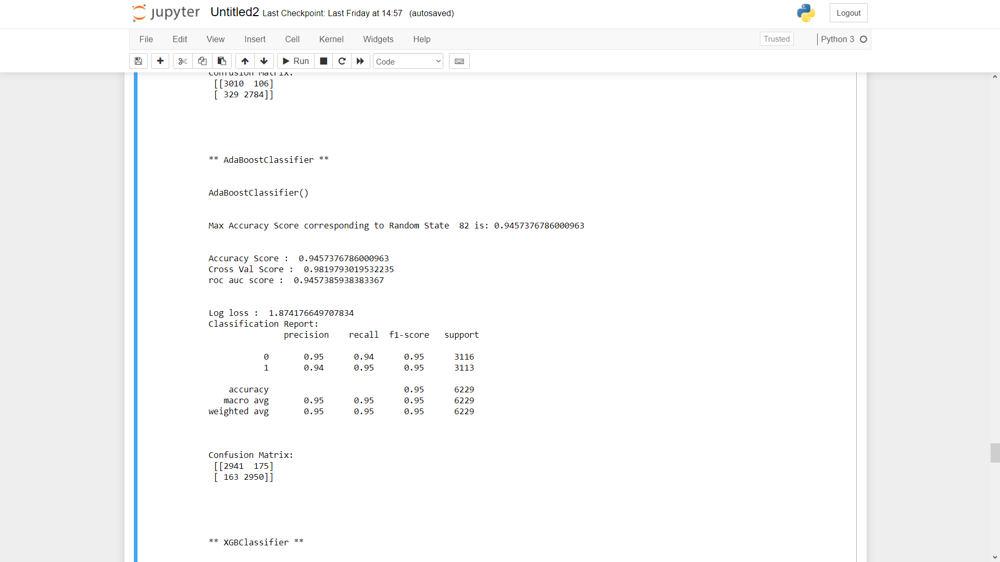 jupyter Untitled2 Last Checkpoint: Last Friday at 14:57 (autosaved) Logout
File Edit View Insert Cell Kernel Widgets Help Trusted Python 3
Run Code
Confusion Matrix:
[[3010 106]
[ 329 2784]]
** AdaBoostClassifier **
AdaBoostClassifier()
Max Accuracy Score corresponding to Random State 82 is: 0.9457376786000963
Accuracy Score : 0.9457376786000963
Cross Val Score : 0.9819793019532235
roc auc score : 0.9457385938383367
Log loss : 1.874176649707834
Classification Report:
precision recall f1-score support
0 0.95 0.94 0.95 3116
1 0.94 0.95 0.95 3113
accuracy 0.95 6229
macro avg 0.95 0.95 0.95 6229
weighted avg 0.95 0.95 0.95 6229
Confusion Matrix:
[[2941 175]
[ 163 2950]]
** XGBClassifier **